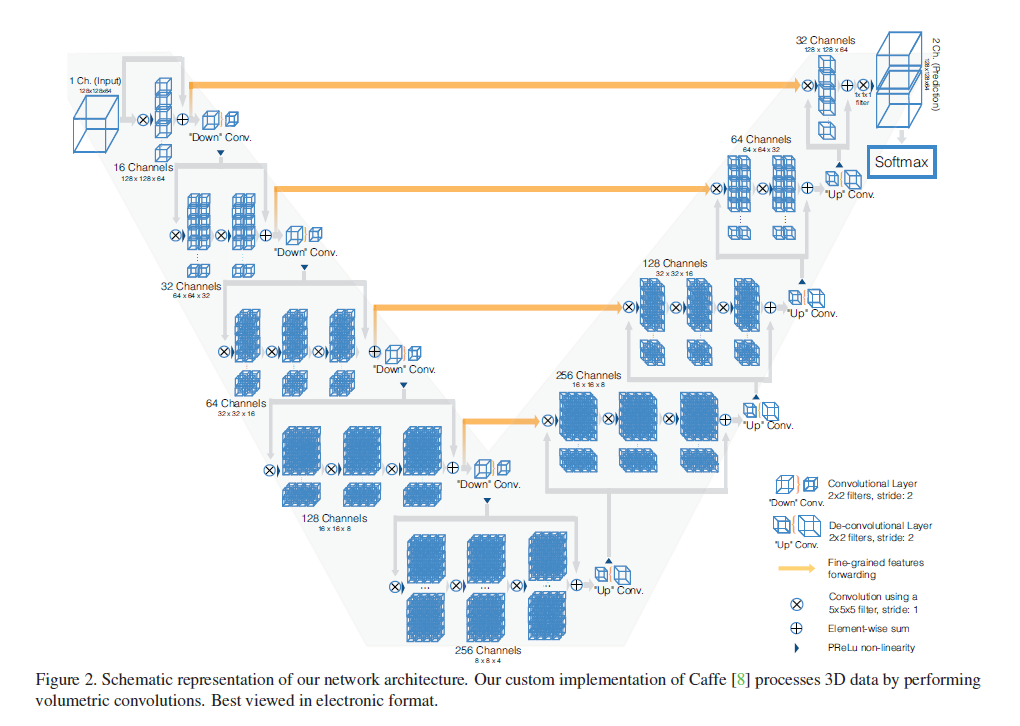 32 Channels
128 x 128 x 64
2 Ch. (Prediction)
128x128x64
1 Ch. (Input)
128x128x64
1x1x1
filter
"Down" Conv.
64 Channels
64 x 64 x 32
Softmax
16 Channels
128 x 128 x 64
"Up" Conv.
"Down" Conv.
128 Channels
32 x 32 x 16
32 Channels
64 x 64 x 32
"Up" Conv.
"Down" Conv.
256 Channels
16 x 16 x 8
64 Channels
32 x 32 x 16
"Up" Conv.
"Down" Conv.
Convolutional Layer
2x2 filters, stride: 2
"Down" Conv.
128 Channels
16 x 16 x 8
De-convolutional Layer
2x2 filters, stride: 2
"Up" Conv.
Fine-grained features
forwarding
...
...
...
"Up" Conv.
Convolution using a
5x5x5 filter, stride: 1
Element-wise sum
256 Channels
8 x 8 x 4
PReLu non-linearity
Figure 2. Schematic representation of our network architecture. Our custom implementation of Caffe [8] processes 3D data by performing
volumetric convolutions. Best viewed in electronic format.